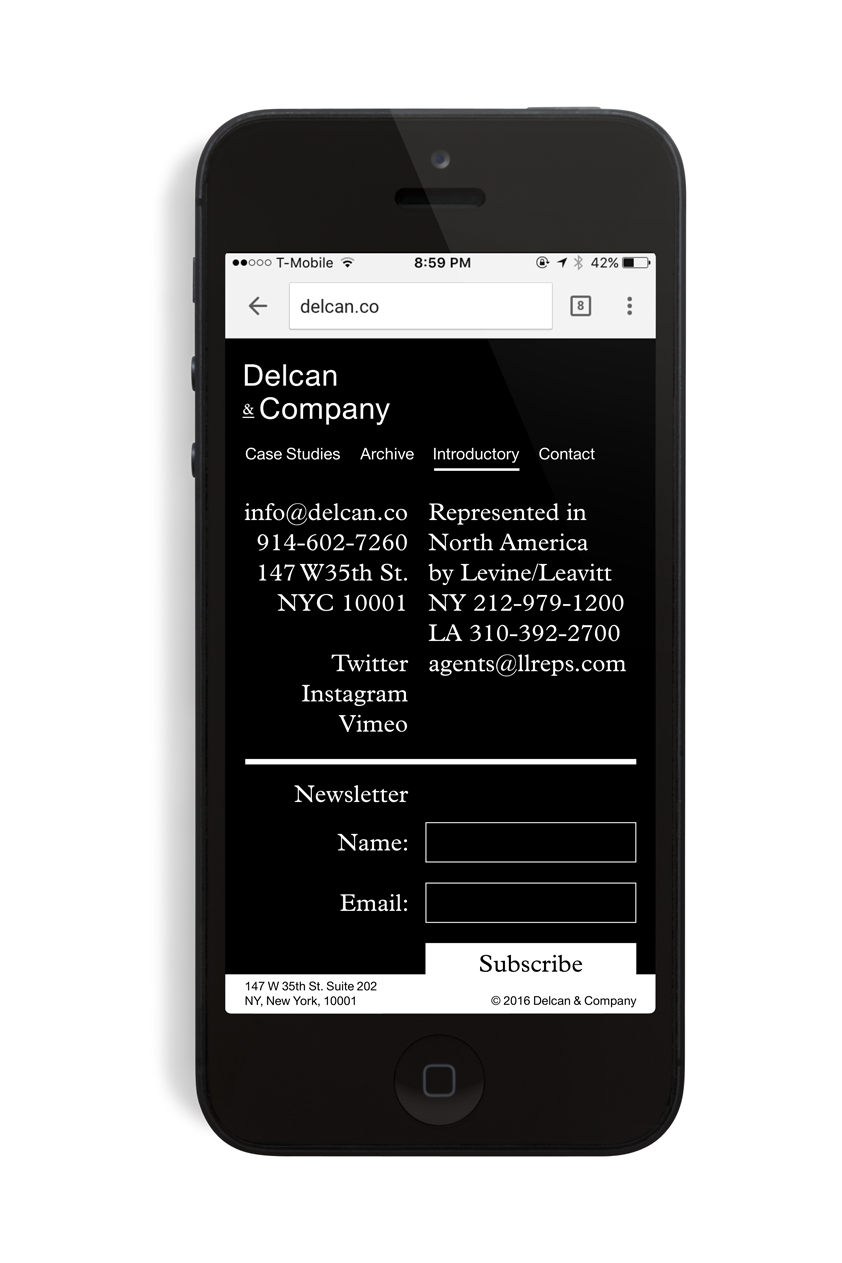 T-Mobile 8:59 PM 42%
delcan.co 8
Delcan
& Company
Case Studies Archive Introductory Contact
info@delcan.co
914-602-7260
147 W35th St.
NYC 10001
Twitter
Instagram
Vimeo
Represented in
North America
by Levine/Leavitt
NY 212-979-1200
LA 310-392-2700
agents@llreps.com
Newsletter
Name:
Email:
Subscribe
147 W 35th St. Suite 202
NY, New York, 10001
© 2016 Delcan & Company